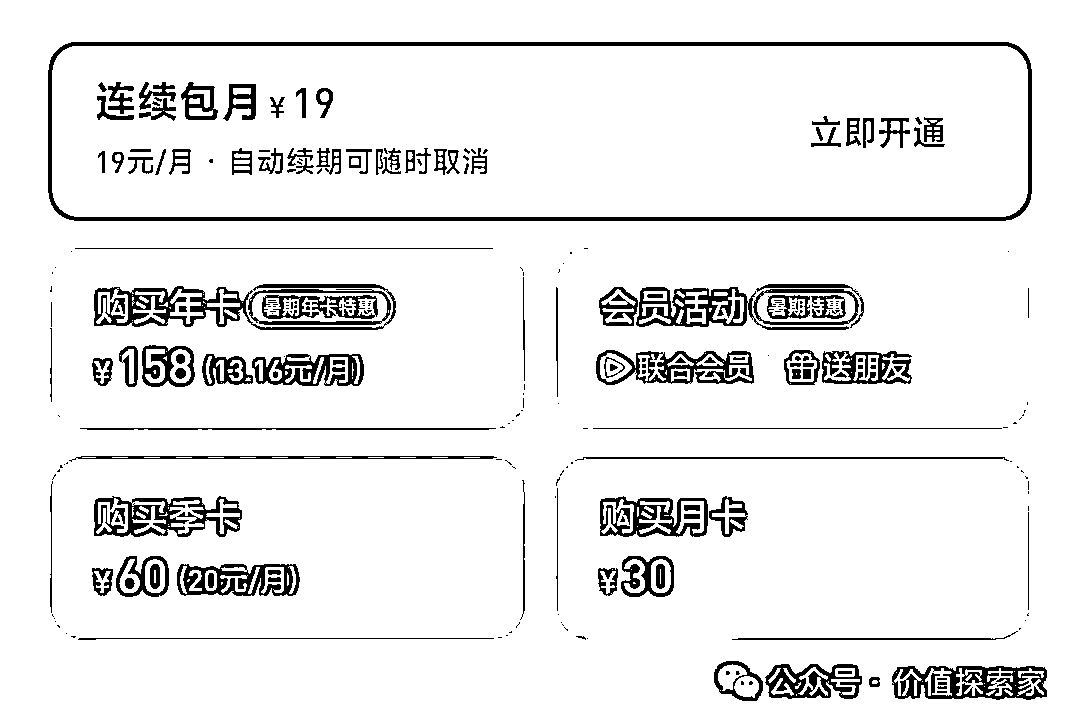 连续包月 ¥19
19元/月 · 自动续期可随时取消
立即开通
购买年卡 暑期年卡特惠
¥158 (13.16元/月)
会员活动 暑期特惠
联合会员 送朋友
购买季卡
¥60 (20元/月)
购买月卡
¥30
公众号 · 价值探索家